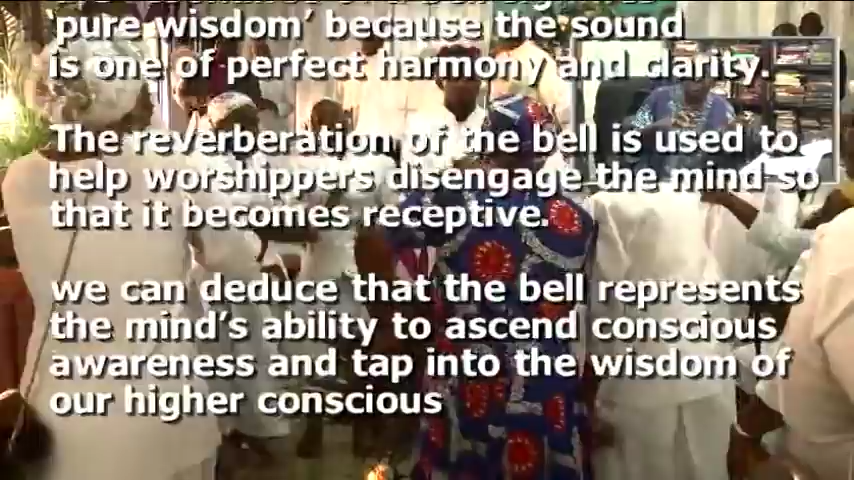 'pure wisdom' because the sound
is one of perfect harmony and clarity.
The reverberation of the bell is used to
help worshippers disengage the mind so
that it becomes receptive.
we can deduce that the bell represents
the mind's ability to ascend conscious
awareness and tap into the wisdom of
our higher conscious